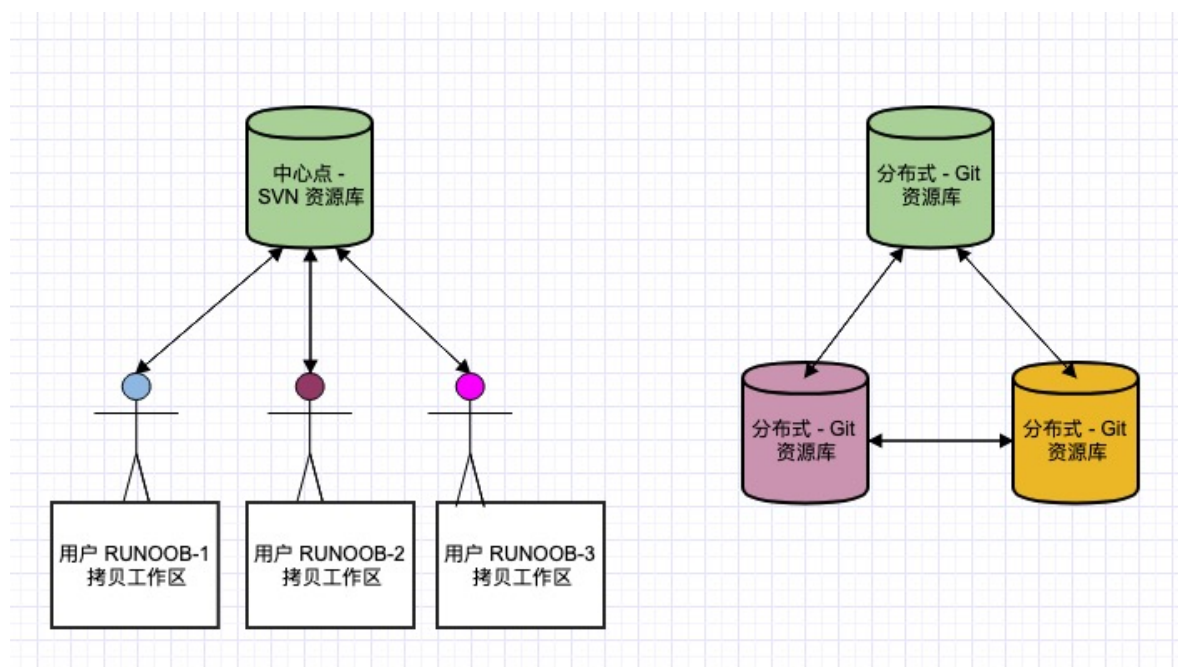 中心点 -
SVN 资源库
分布式 - Git
资源库
分布式 - Git
资源库
分布式 - Git
资源库
用户 RUNOOB-1
拷贝工作区
用户 RUNOOB-2
拷贝工作区
用户 RUNOOB-3
拷贝工作区